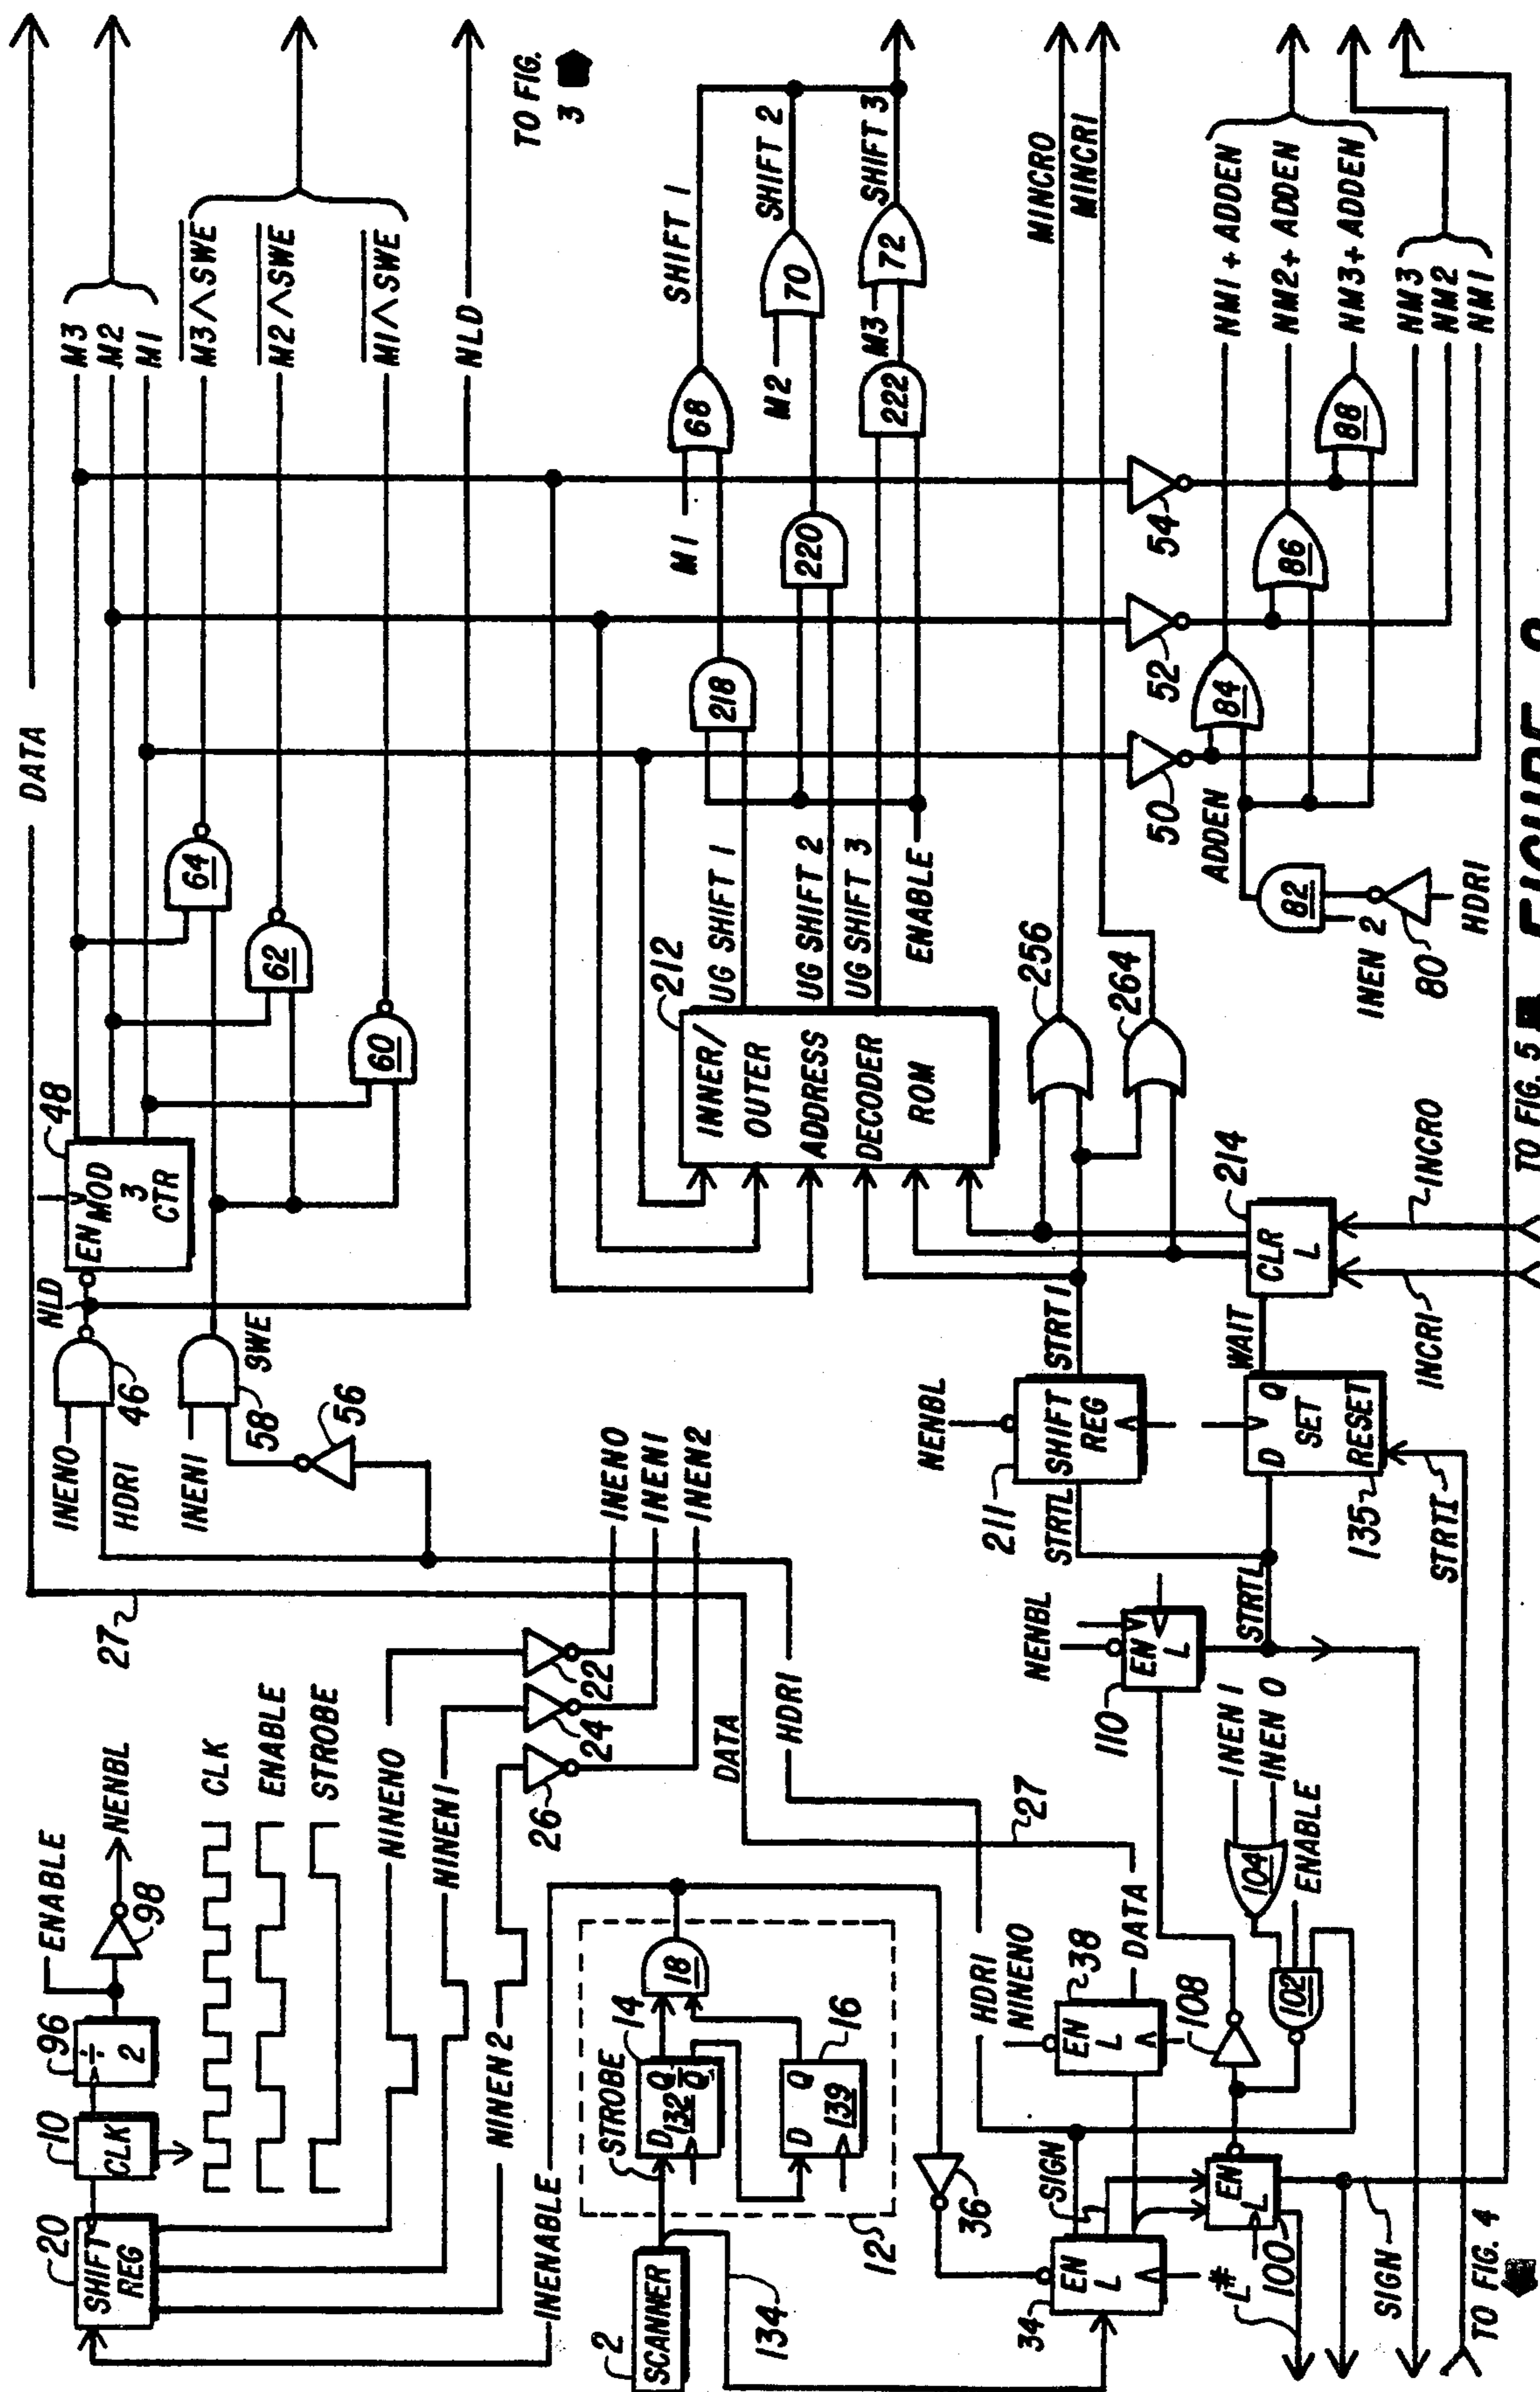 20
SHIFT
REG
10
CLK
96
÷
2
ENABLE
NENBL
98
CLK
ENABLE
STROBE
NINENO
NINENI
NINEN2
22
24
26
INENO
INENI
INEN2
27
DATA
INENO
HDRI
46
NLD
EN
MOD
3
CTR
48
INENI
58
SWE
56
60
62
64
M3
M2
M1
M3∧SWE
M2∧SWE
M1∧SWE
NLD
TO FIG.
3
INENABLE
2
SCANNER
134
12
STROBE
14
D
132
Q
Q
18
16
D
Q
139
DATA
HDRI
27
212
INNER/
OUTER
ADDRESS
DECODER
ROM
UG SHIFT 1
UG SHIFT 2
UG SHIFT 3
ENABLE
218
220
222
M1
68
SHIFT 1
M2
70
SHIFT 2
M3
72
SHIFT 3
36
34
EN
L
SIGN
HDRI
NINENO
38
EN
L
DATA
108
102
104
INEN 1
INEN 0
ENABLE
L#
100
EN
L
SIGN
TO FIG. 4
110
NENBL
EN
L
STRTL
211
STRTL
NENBL
SHIFT
REG
STRT1
135
D
Q
SET
RESET
STRTI
WAIT
214
CLR
L
INCRI
INCRO
TO FIG. 5
256
264
MINCRO
MINCRI
INEN 2
80
HDRI
82
ADDEN
50
52
54
84
86
88
NM1 + ADDEN
NM2 + ADDEN
NM3 + ADDEN
NM3
NM2
NM1
FIGURE